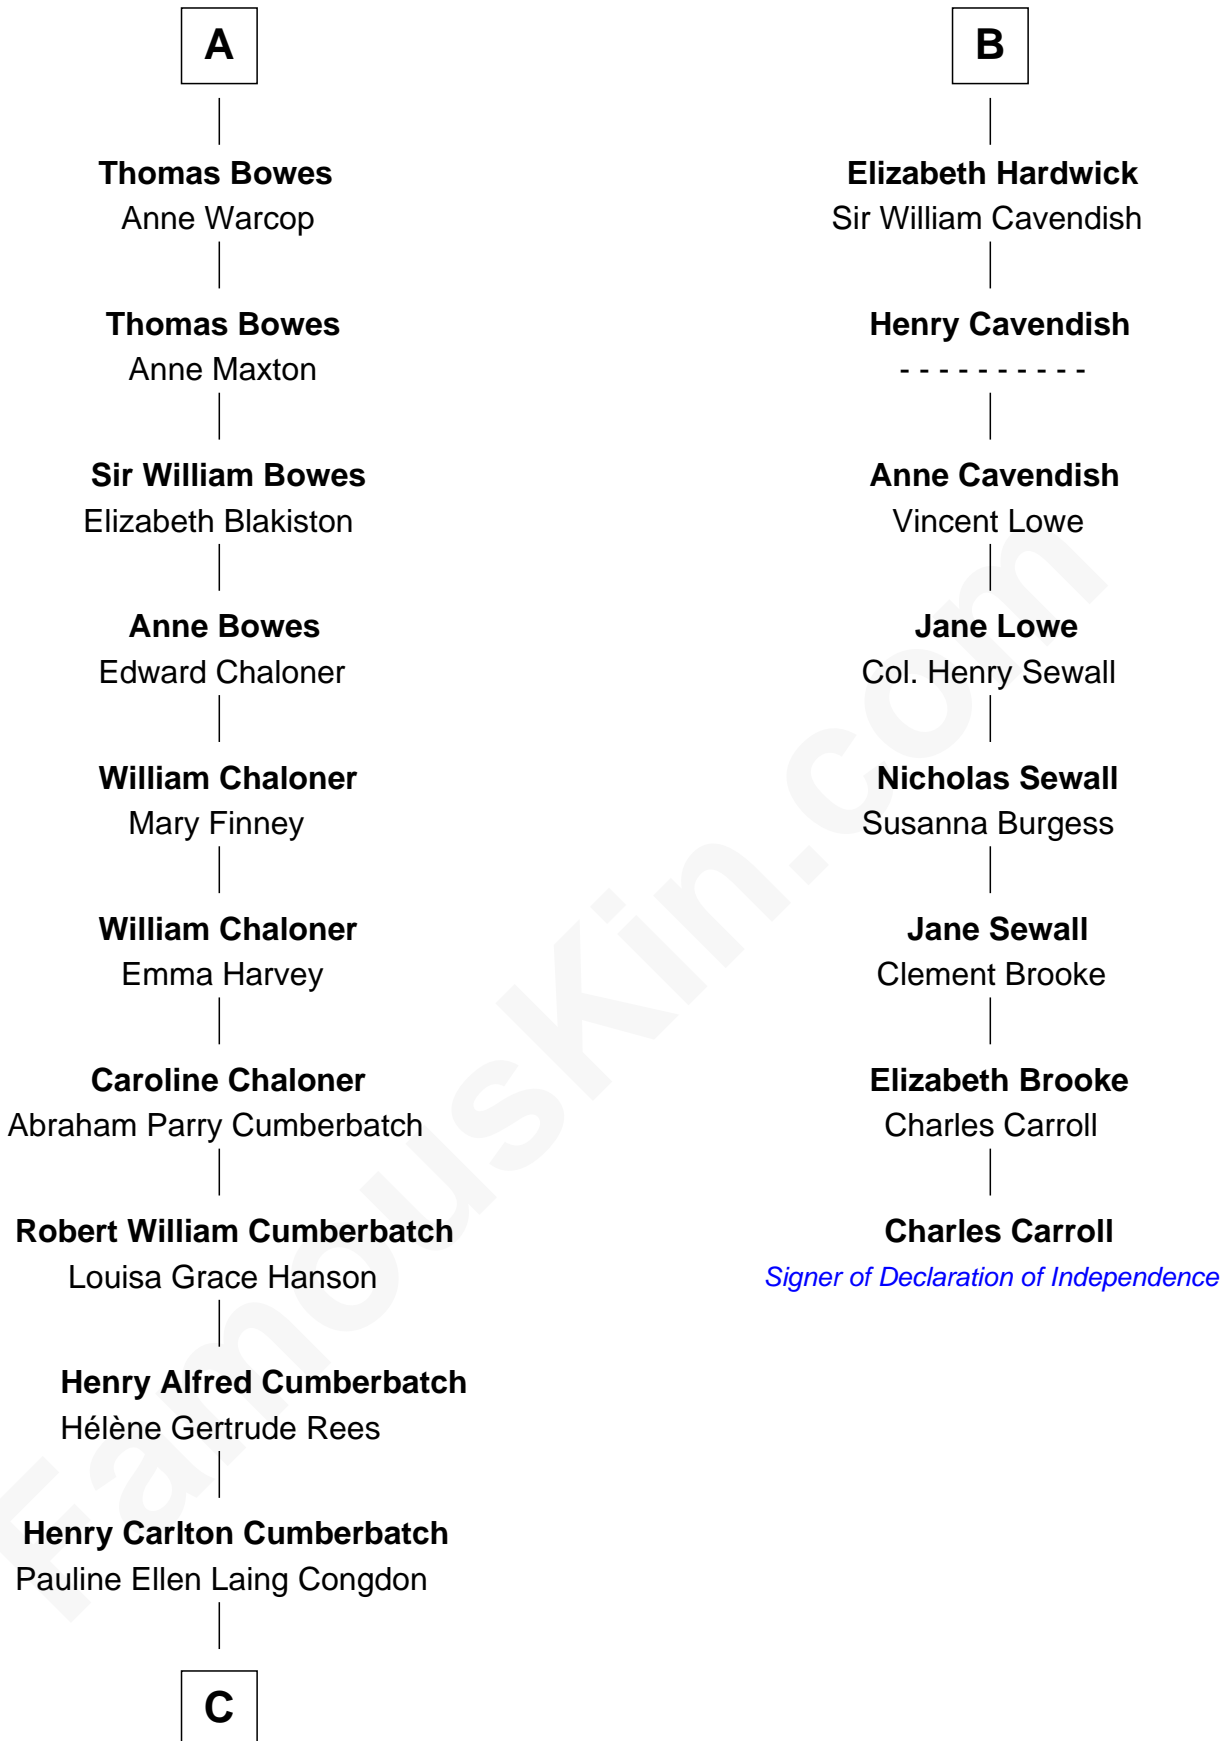 A
Thomas Bowes
Anne Warcop
Thomas Bowes
Anne Maxton
Sir William Bowes
Elizabeth Blakiston
Anne Bowes
Edward Chaloner
William Chaloner
Mary Finney
William Chaloner
Emma Harvey
Caroline Chaloner
Abraham Parry Cumberbatch
Robert William Cumberbatch
Louisa Grace Hanson
Henry Alfred Cumberbatch
Hélène Gertrude Rees
Henry Carlton Cumberbatch
Pauline Ellen Laing Congdon
C
B
Elizabeth Hardwick
Sir William Cavendish
Henry Cavendish
- - - - - - - - - -
Anne Cavendish
Vincent Lowe
Jane Lowe
Col. Henry Sewall
Nicholas Sewall
Susanna Burgess
Jane Sewall
Clement Brooke
Elizabeth Brooke
Charles Carroll
Charles Carroll
Signer of Declaration of Independence
FamousKin.com